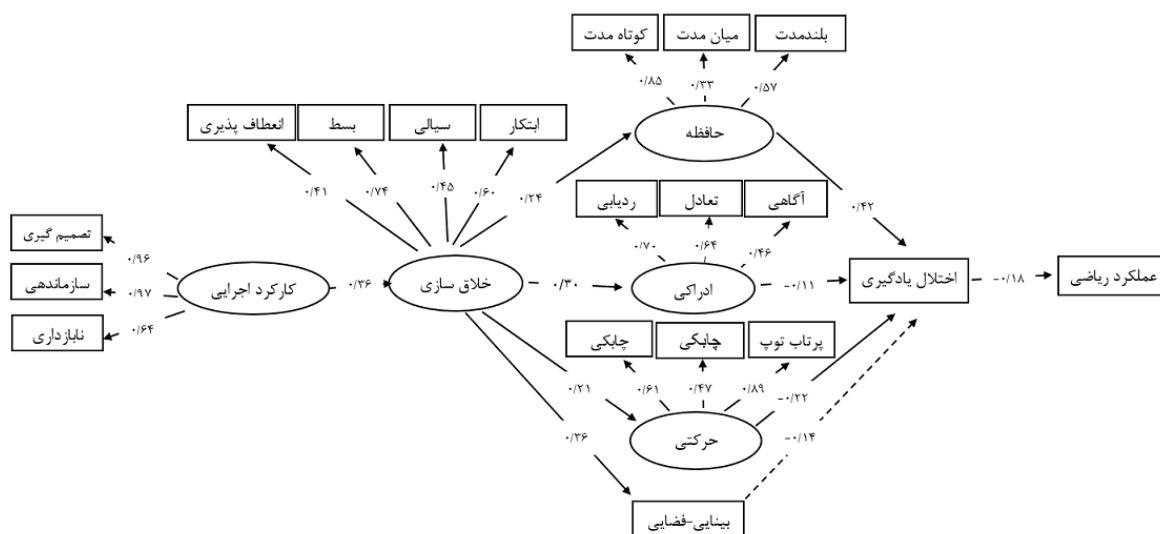 کوتاه مدت
میان مدت
بلندمدت
۰/۸۵
۰/۳۳
۰/۵۷
حافظه
انعطاف پذیری
بسط
سیالی
ابتکار
۰/۴۱
۰/۷۴
۰/۴۵
۰/۶۰
۰/۲۴
۰/۴۲
ردیابی
تعادل
آگاهی
۰/۷۰
۰/۶۴
۰/۴۶
تصمیم گیری
سازماندهی
نابازداری
۰/۹۶
۰/۹۷
۰/۶۴
کارکرد اجرایی
۰/۳۶
خلاق سازی
۰/۳۰
ادراکی
-۰/۱۱
اختلال یادگیری
-۰/۱۸
عملکرد ریاضی
چابکی
چابکی
پرتاب توپ
۰/۶۱
۰/۴۷
۰/۸۹
۰/۲۱
-۰/۲۲
حرکتی
۰/۳۶
-۰/۱۴
بینایی-فضایی